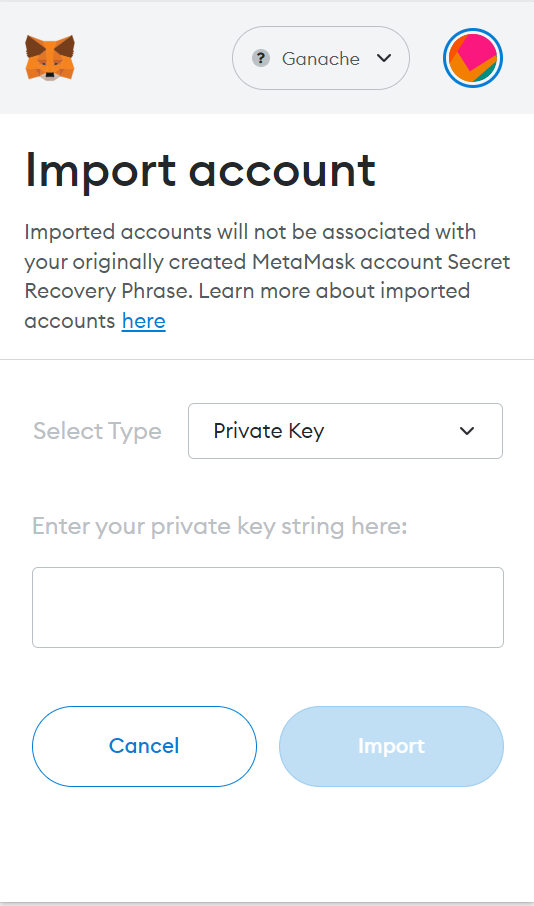 ? Ganache
Import account
Imported accounts will not be associated with
your originally created MetaMask account Secret
Recovery Phrase. Learn more about imported
accounts here
Select Type Private Key
Enter your private key string here:
Cancel Import